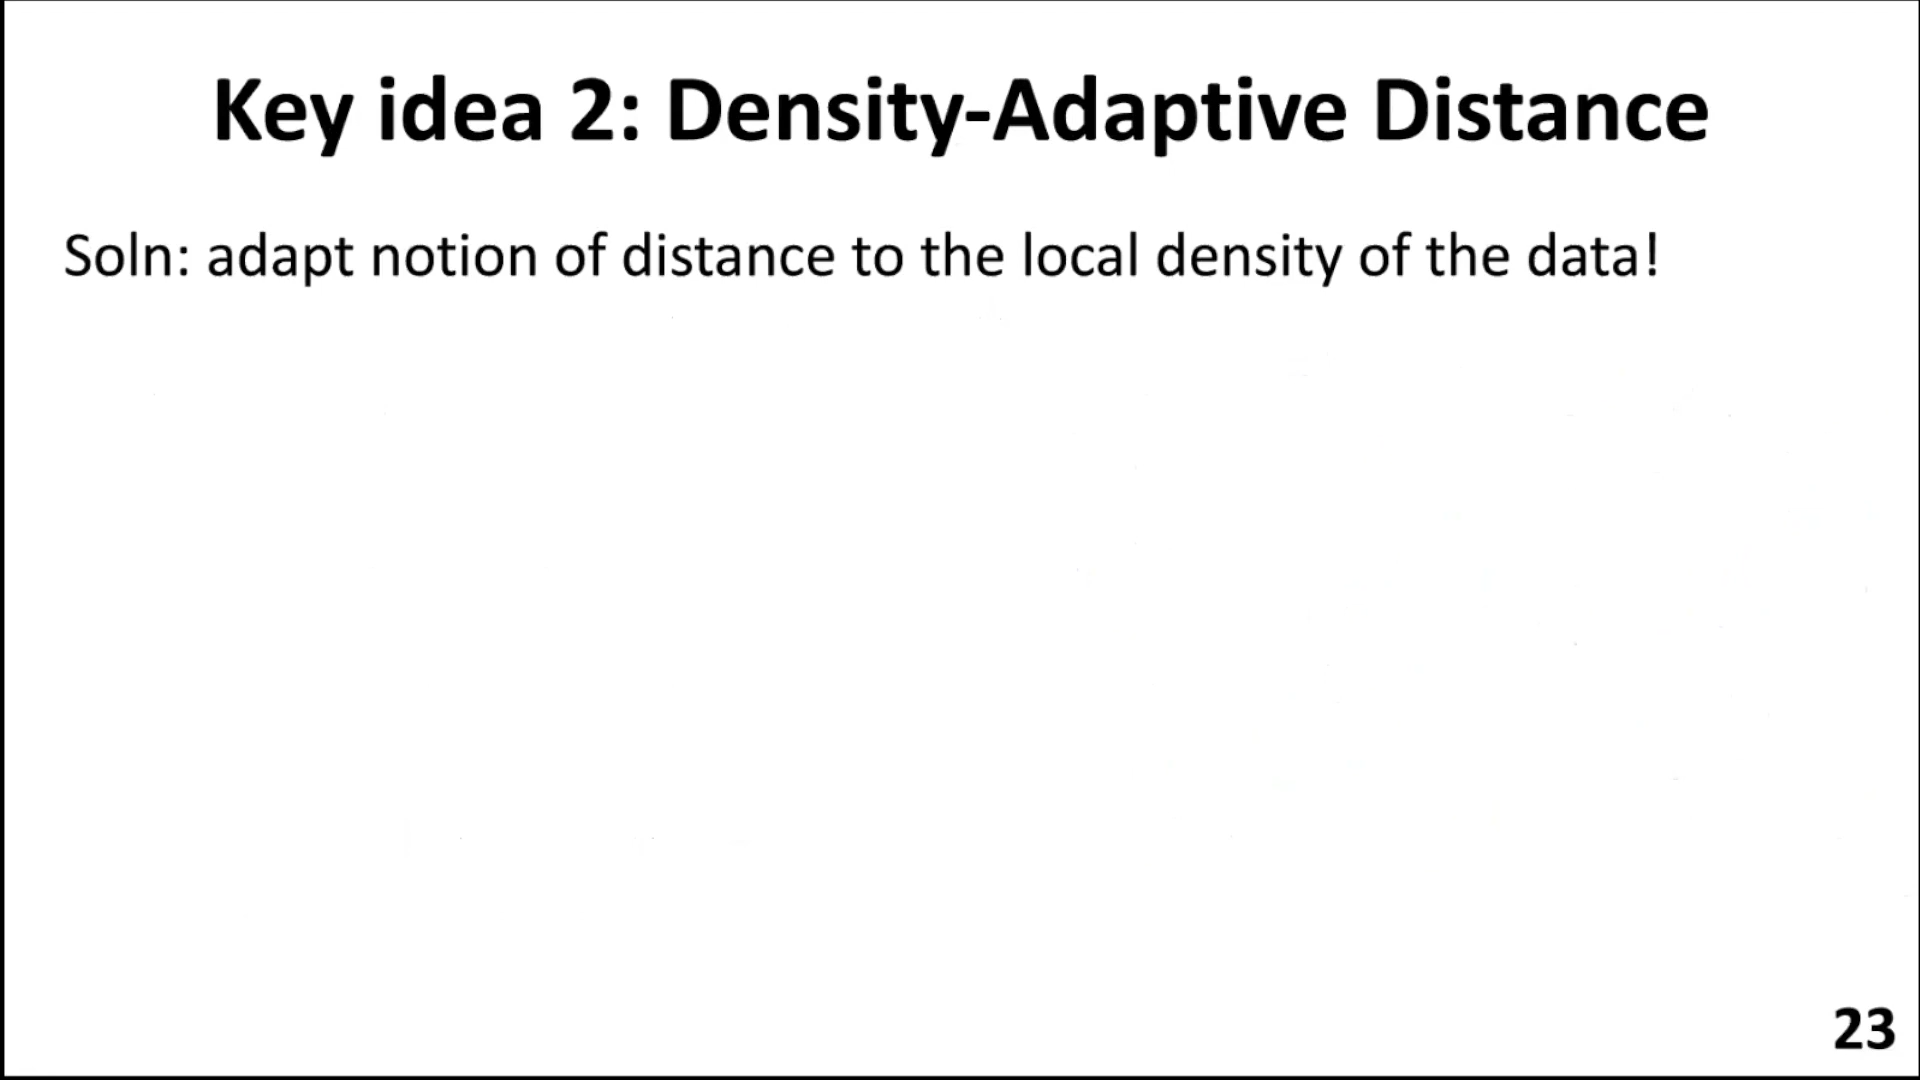 Key idea 2: Density-Adaptive Distance
Soln: adapt notion of distance to the local density of the data!
23